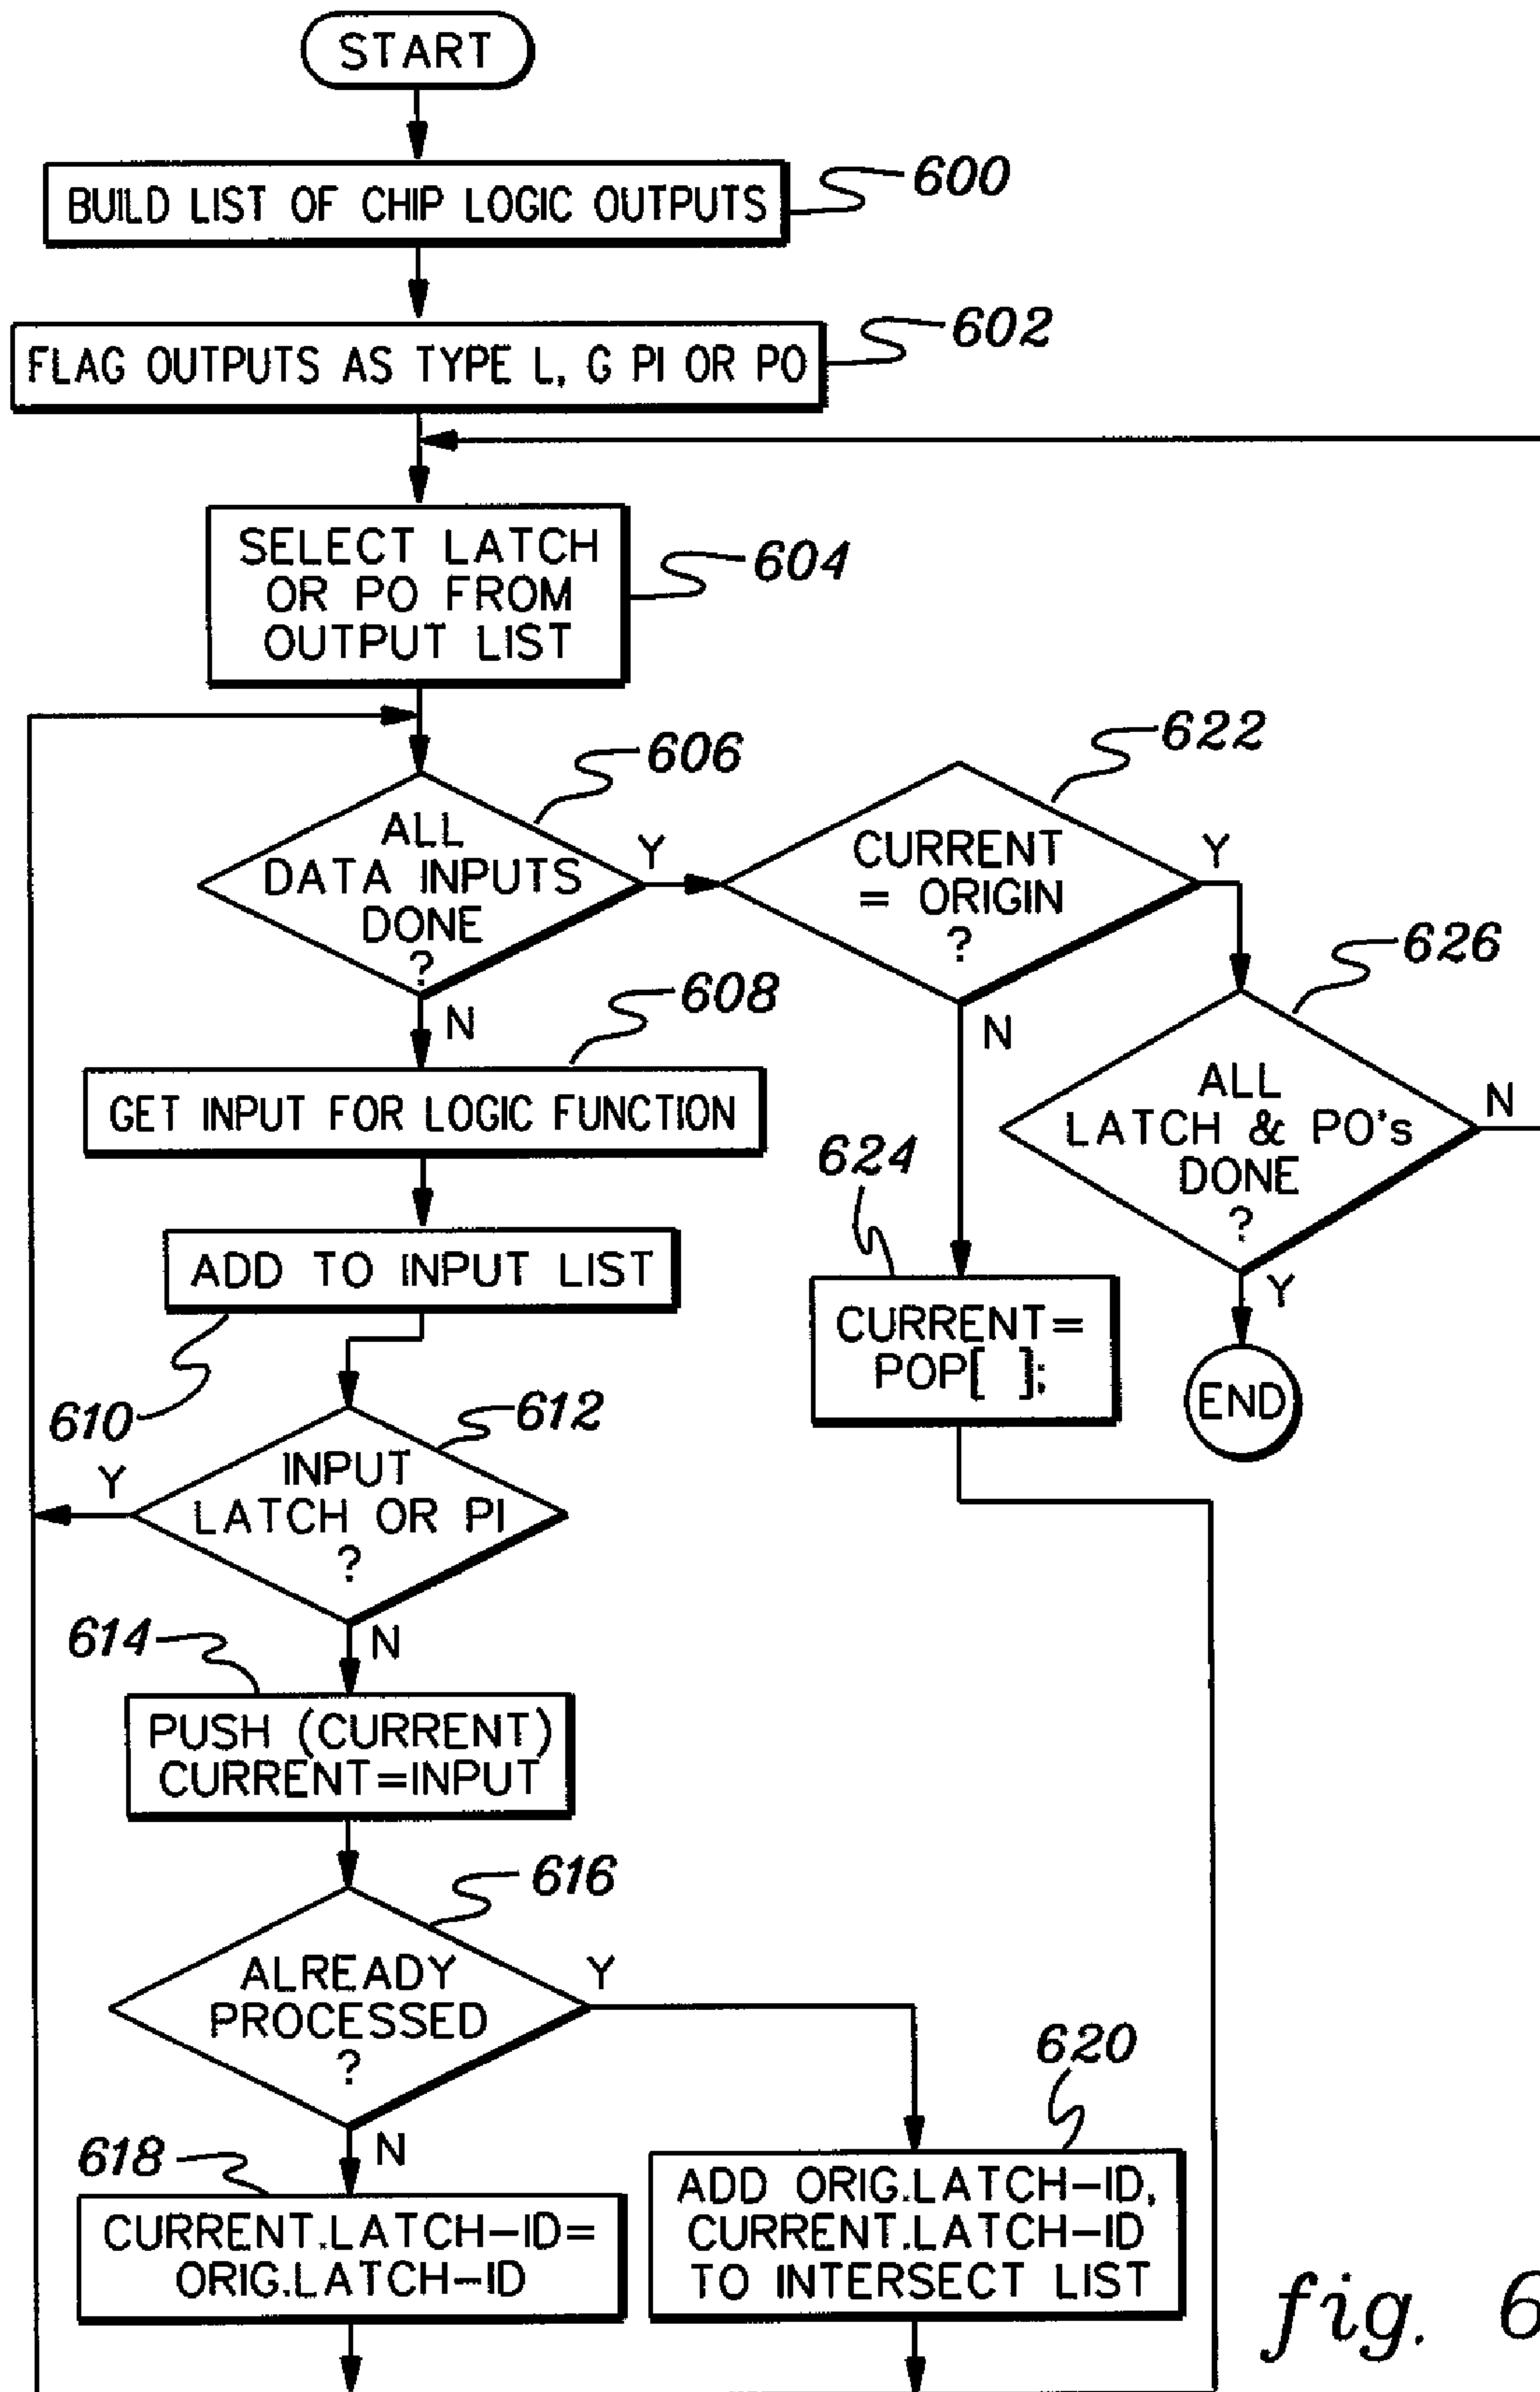 START
BUILD LIST OF CHIP LOGIC OUTPUTS
600
FLAG OUTPUTS AS TYPE L, G PI OR PO
602
SELECT LATCH
OR PO FROM
OUTPUT LIST
604
ALL
DATA INPUTS
DONE
?
606
Y
N
CURRENT
= ORIGIN
?
622
Y
N
ALL
LATCH & PO's
DONE
?
626
N
Y
END
GET INPUT FOR LOGIC FUNCTION
608
ADD TO INPUT LIST
610
CURRENT=
POP[ ];
624
INPUT
LATCH OR PI
?
612
Y
N
PUSH (CURRENT)
CURRENT=INPUT
614
ALREADY
PROCESSED
?
616
Y
N
CURRENT.LATCH-ID=
ORIG.LATCH-ID
618
ADD ORIG.LATCH-ID,
CURRENT.LATCH-ID
TO INTERSECT LIST
620
fig. 6